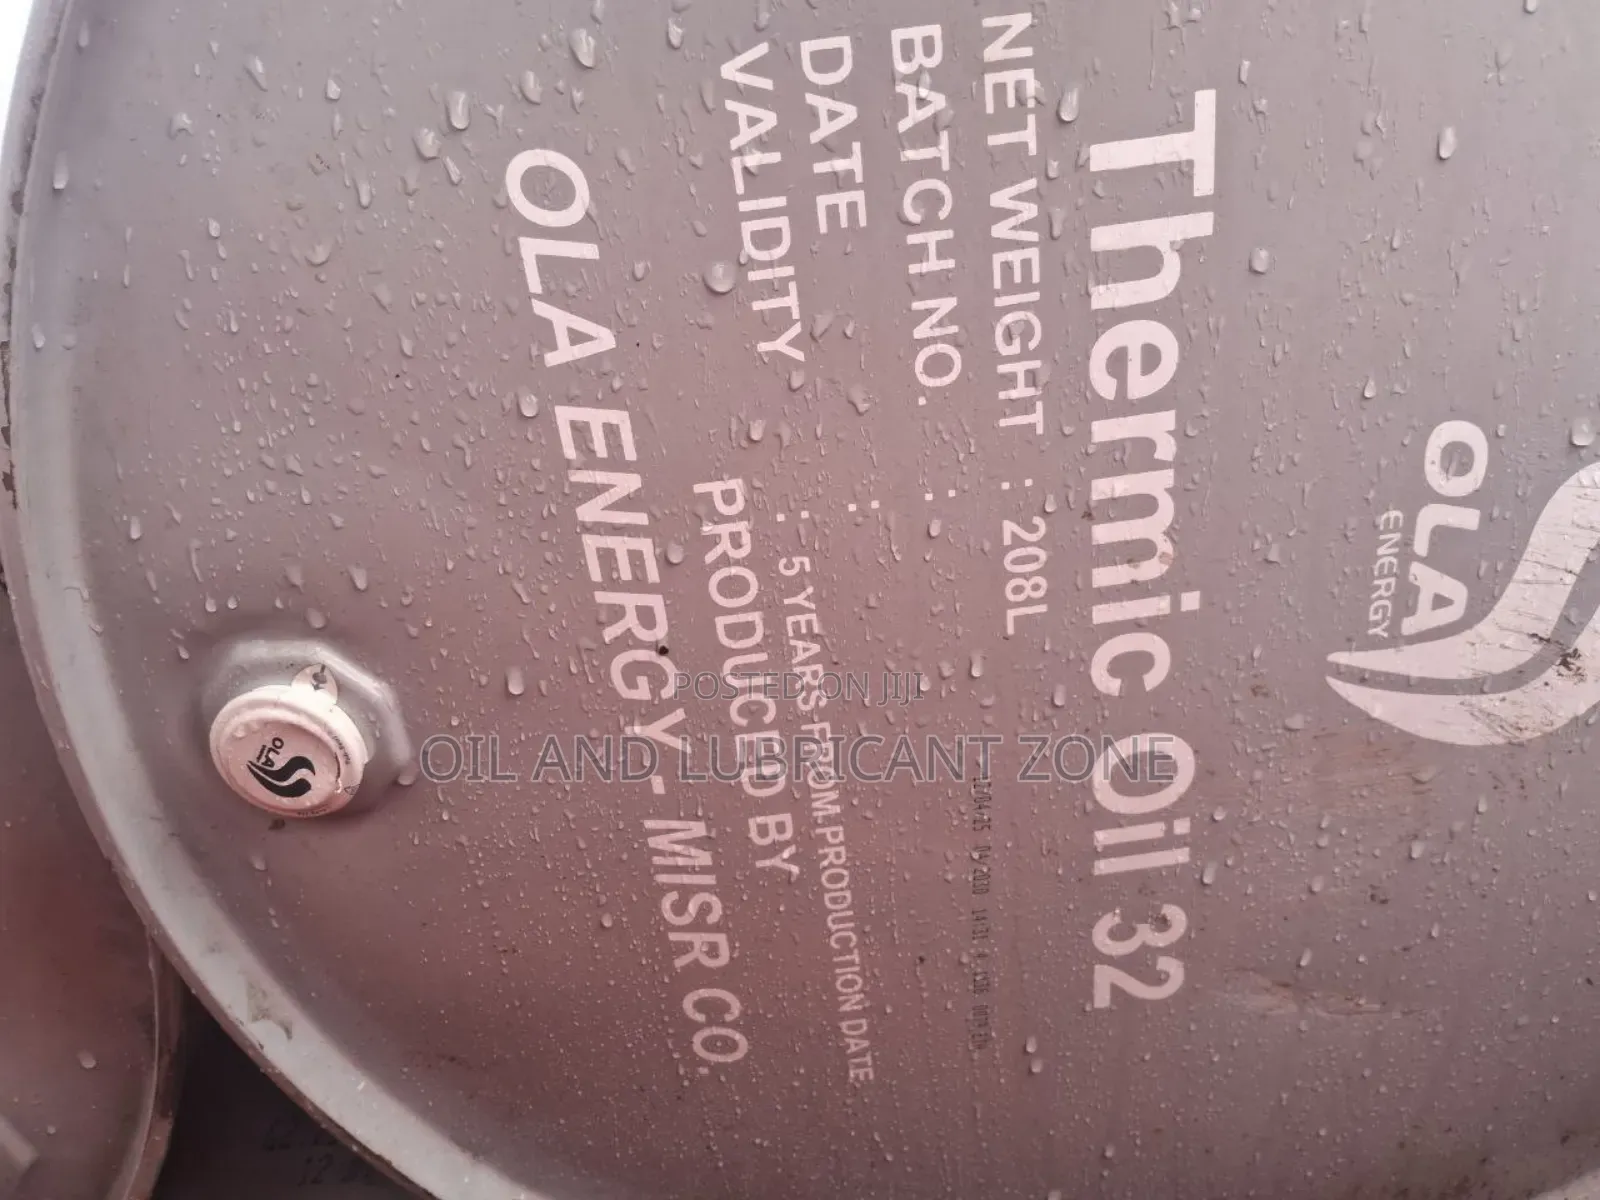 OLA
ENERGY
Thermic Oil 32
NET WEIGHT : 208L
BATCH NO. :
DATE :
VALIDITY : 5 YEARS FROM PRODUCTION DATE
PRODUCED BY
OLA ENERGY - MISR CO.
OLA
POSTED ON JIJI
OIL AND LUBRICANT ZONE